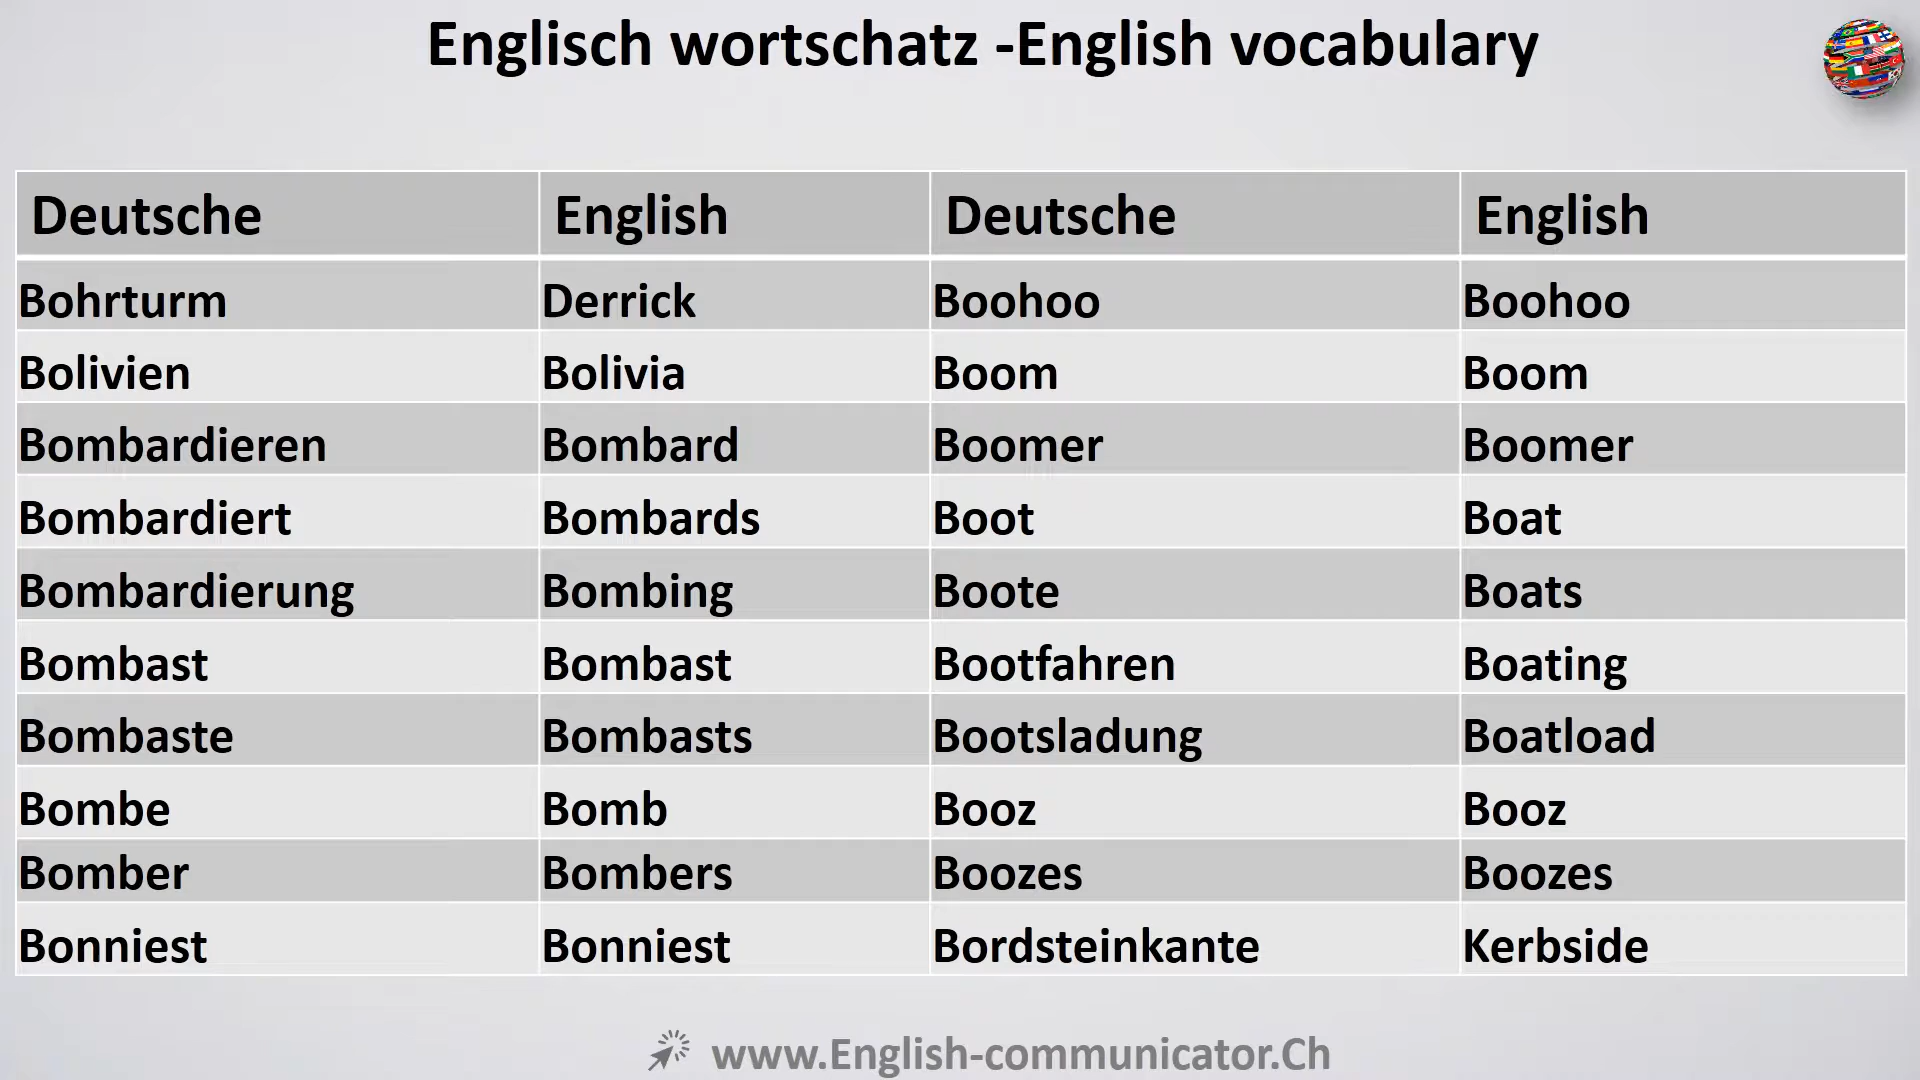 Englisch wortschatz -English vocabulary
Deutsche English Deutsche English
Bohrturm Derrick Boohoo Boohoo
Bolivien Bolivia Boom Boom
Bombardieren Bombard Boomer Boomer
Bombardiert Bombards Boot Boat
Bombardierung Bombing Boote Boats
Bombast Bombast Bootfahren Boating
Bombaste Bombasts Bootsladung Boatload
Bombe Bomb Booz Booz
Bomber Bombers Boozes Boozes
Bonniest Bonniest Bordsteinkante Kerbside
www.English-communicator.Ch